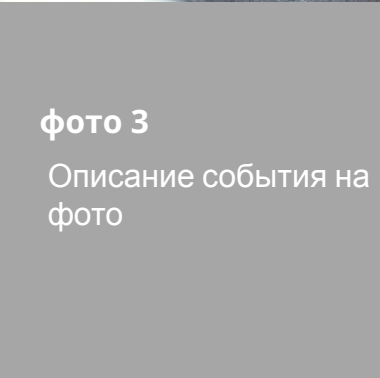 фото 3
Описание события на
фото